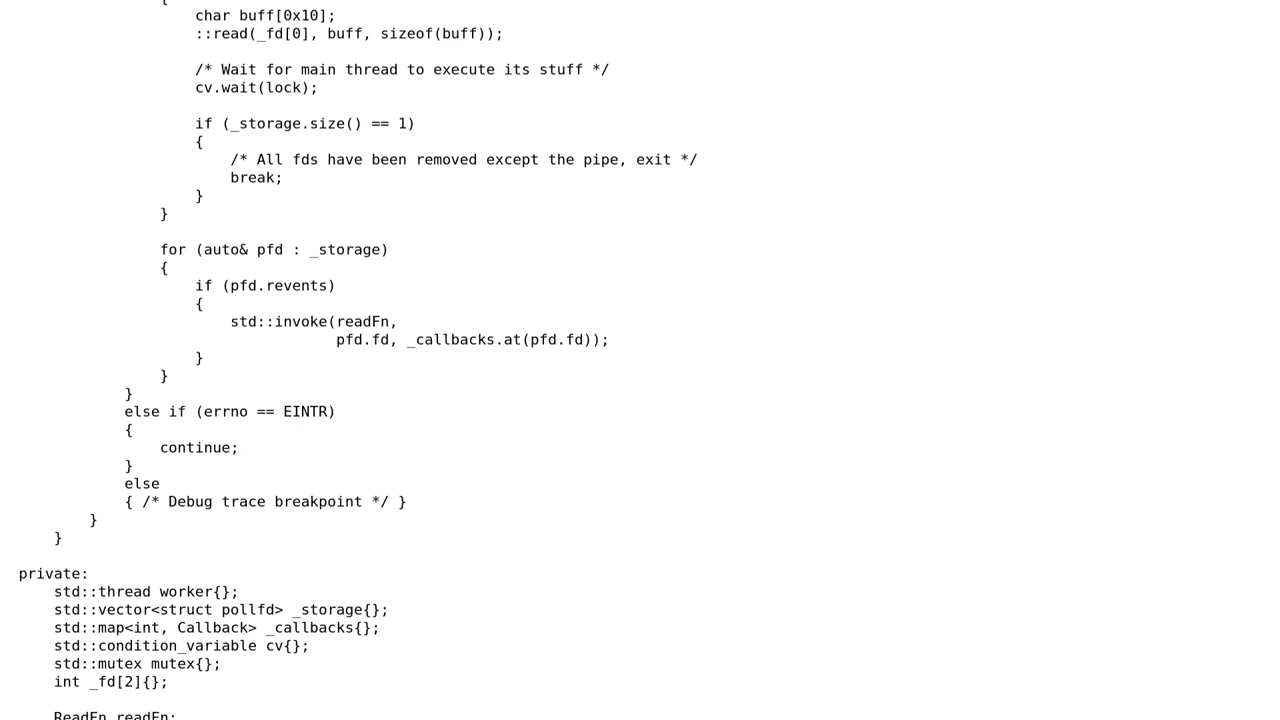 {
char buff[0x10];
::read(_fd[0], buff, sizeof(buff));
/* Wait for main thread to execute its stuff */
cv.wait(lock);
if (_storage.size() == 1)
{
/* All fds have been removed except the pipe, exit */
break;
}
}
for (auto& pfd : _storage)
{
if (pfd.revents)
{
std::invoke(readFn,
pfd.fd, _callbacks.at(pfd.fd));
}
}
}
else if (errno == EINTR)
{
continue;
}
else
{ /* Debug trace breakpoint */ }
}
}
private:
std::thread worker{};
std::vector<struct pollfd> _storage{};
std::map<int, Callback> _callbacks{};
std::condition_variable cv{};
std::mutex mutex{};
int _fd[2]{};
ReadFn readFn;